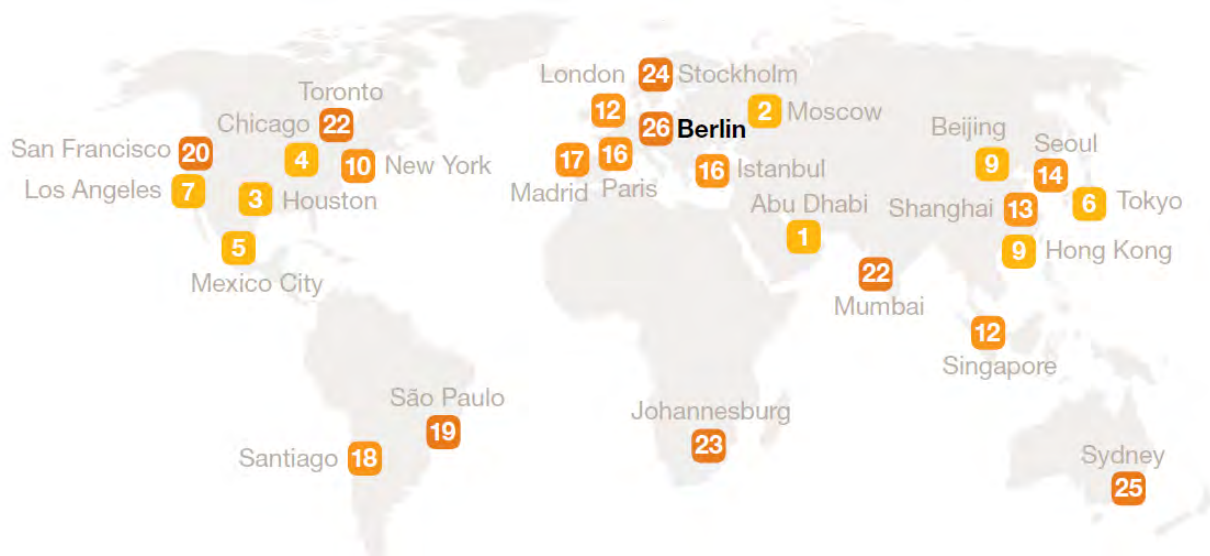 London 24 Stockholm
Toronto 12 2 Moscow
Chicago 22 26 Berlin Beijing
San Francisco 20 4 10 New York 17 16 9 Seoul
Los Angeles 7 3 Houston Madrid Paris 16 Istanbul 14
Abu Dhabi Shanghai 13 6 Tokyo
5 1 9 Hong Kong
Mexico City 22
Mumbai
12
Singapore
São Paulo Johannesburg
19 23
Santiago 18 Sydney
25